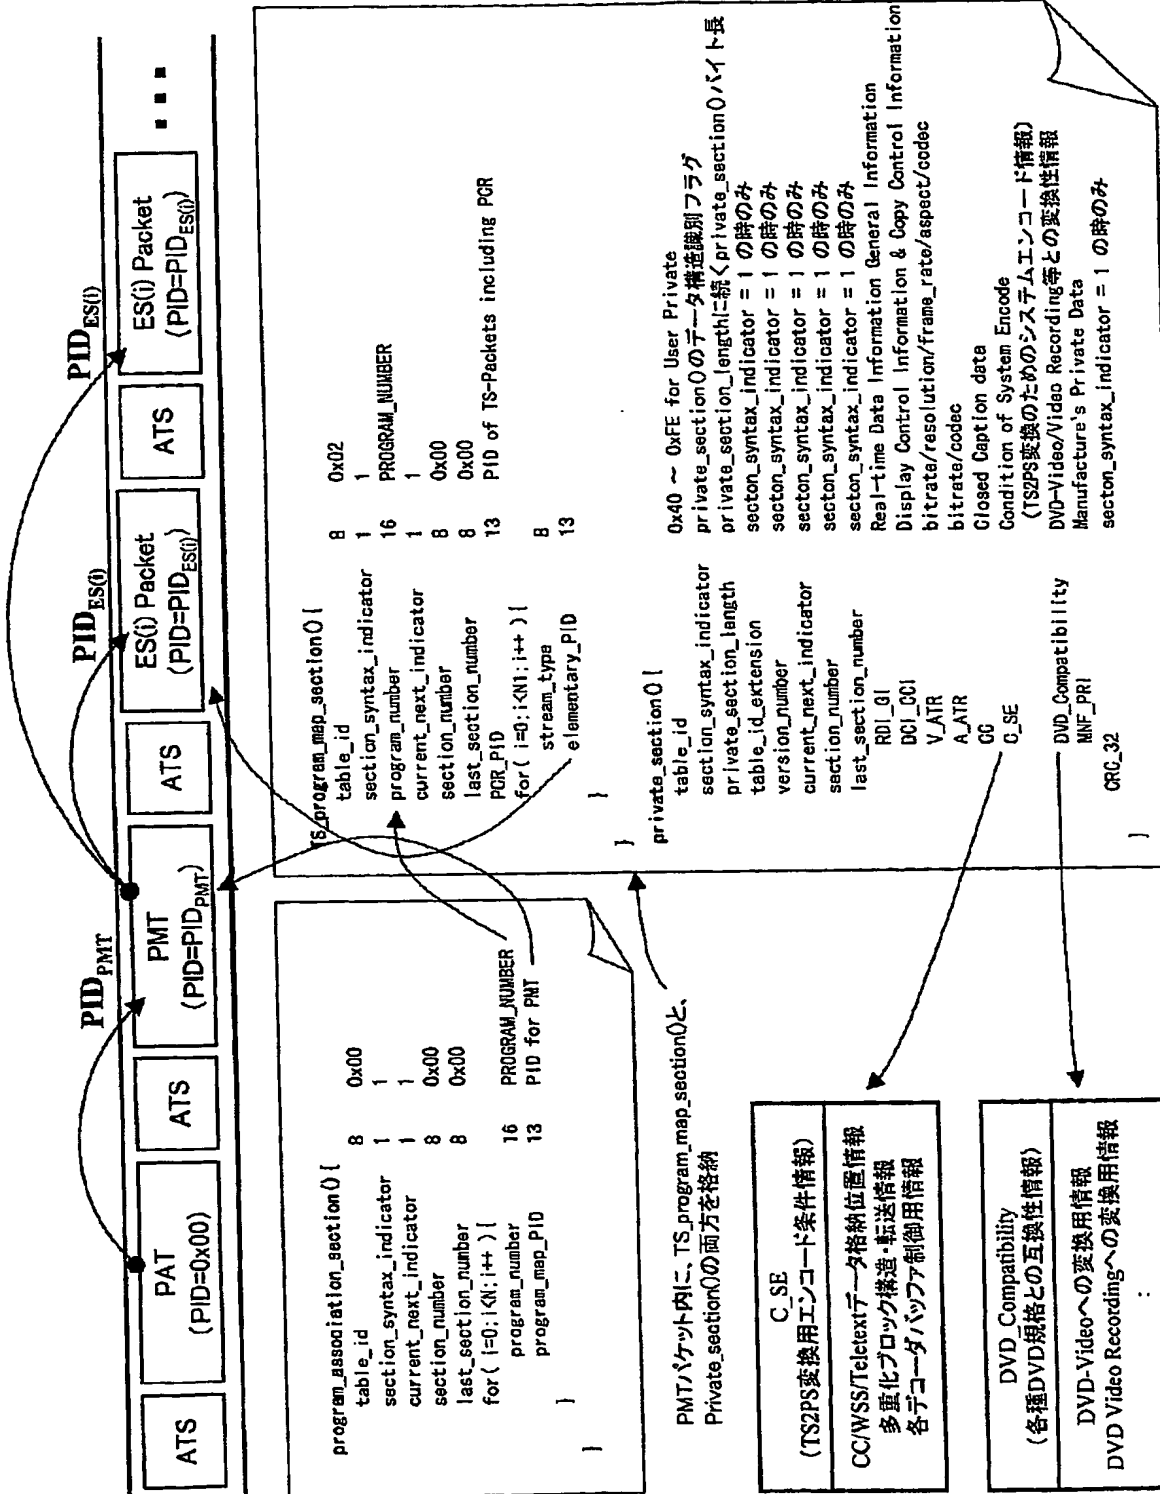 PID_PMT
PID_ES(i)
PID_ES(i)
ATS
PAT
(PID=0x00)
ATS
PMT
(PID=PID_PMT)
ATS
ES(i) Packet
(PID=PID_ES(i))
ATS
ES(i) Packet
(PID=PID_ES(i))
program_association_section() {
table_id 8 0x00
section_syntax_indicator 1 1
current_next_indicator 1 1
section_number 8 0x00
last_section_number 8 0x00
for ( i=0; i<N; i++ ) {
program_number 16 PROGRAM_NUMBER
program_map_PID 13 PID for PMT
}
}
PMTパケット内に、TS_program_map_section()と、
Private_section()の両方を格納
TS_program_map_section() {
table_id 8 0x02
section_syntax_indicator 1 1
program_number 16 PROGRAM_NUMBER
current_next_indicator 1 1
section_number 8 0x00
last_section_number 8 0x00
PCR_PID 13 PID of TS-Packets including PCR
for ( i=0; i<N1; i++ ) {
stream_type 8
elementary_PID 13
}
}
private_section() {
table_id 0x40 ～ 0xFE for User Private
section_syntax_indicator private_section()のデータ構造識別フラグ
private_section_length private_section_lengthに続くprivate_section()バイト長
table_id_extension secton_syntax_indicator = 1 の時のみ
version_number secton_syntax_indicator = 1 の時のみ
current_next_indicator secton_syntax_indicator = 1 の時のみ
section_number secton_syntax_indicator = 1 の時のみ
last_section_number secton_syntax_indicator = 1 の時のみ
RDI_GI Real-time Data Information General Information
DCI_CCI Display Control Information & Copy Control Information
V_ATR bitrate/resolution/frame_rate/aspect/codec
A_ATR bitrate/codec
CC Closed Caption data
C_SE Condition of System Encode
(TS2PS変換のためのシステムエンコード情報)
DVD_Compatibility DVD-Video/Video Recording等との変換性情報
MNF_PRI Manufacture's Private Data
CRC_32 secton_syntax_indicator = 1 の時のみ
}
C_SE
(TS2PS変換用エンコード条件情報)
CC/WSS/Teletextデータ格納位置情報
多重化ブロック構造・転送情報
各デコーダバッファ制御用情報
DVD_Compatibility
(各種DVD規格との互換性情報)
DVD-Videoへの変換用情報
DVD Video Recordingへの変換用情報
: